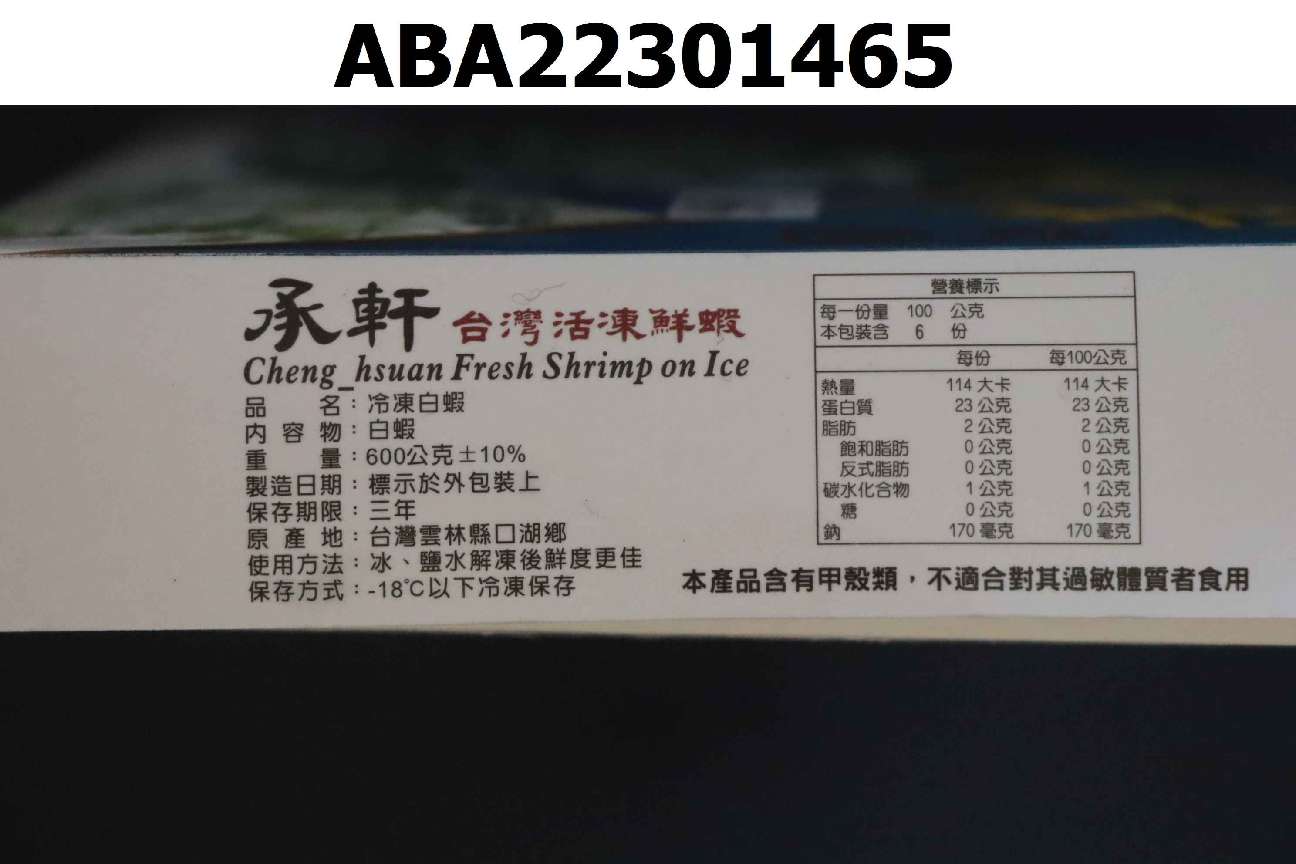 ABA22301465
承軒 台灣活凍鮮蝦
Cheng_hsuan Fresh Shrimp on Ice
品名：冷凍白蝦
內容物：白蝦
重量：600公克±10%
製造日期：標示於外包裝上
保存期限：三年
原產地：台灣雲林縣口湖鄉
使用方法：冰、鹽水解凍後鮮度更佳
保存方式：-18℃以下冷凍保存
營養標示
每一份量 100 公克
本包裝含 6 份
每份 每100公克
熱量 114 大卡 114 大卡
蛋白質 23 公克 23 公克
脂肪 2 公克 2 公克
飽和脂肪 0 公克 0 公克
反式脂肪 0 公克 0 公克
碳水化合物 1 公克 1 公克
糖 0 公克 0 公克
鈉 170 毫克 170 毫克
本產品含有甲殼類，不適合對其過敏體質者食用